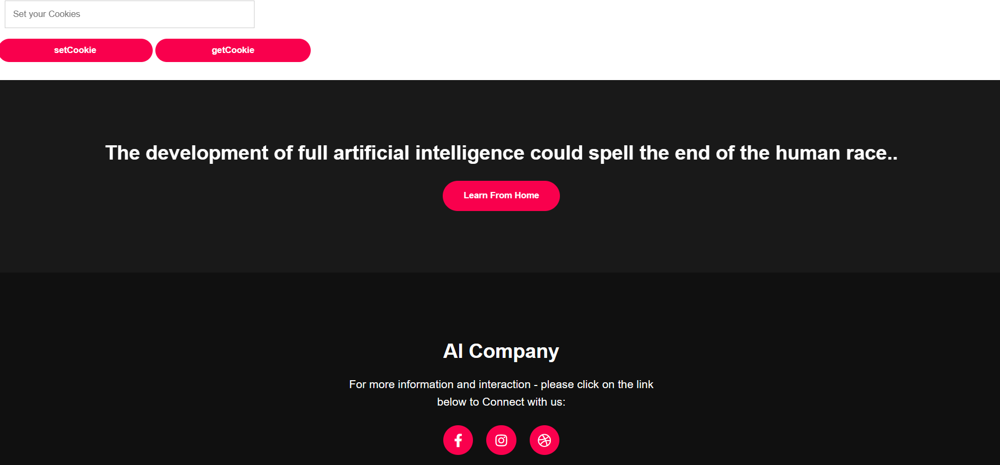 Set your Cookies
setCookie getCookie
The development of full artificial intelligence could spell the end of the human race..
Learn From Home
AI Company
For more information and interaction - please click on the link
below to Connect with us: